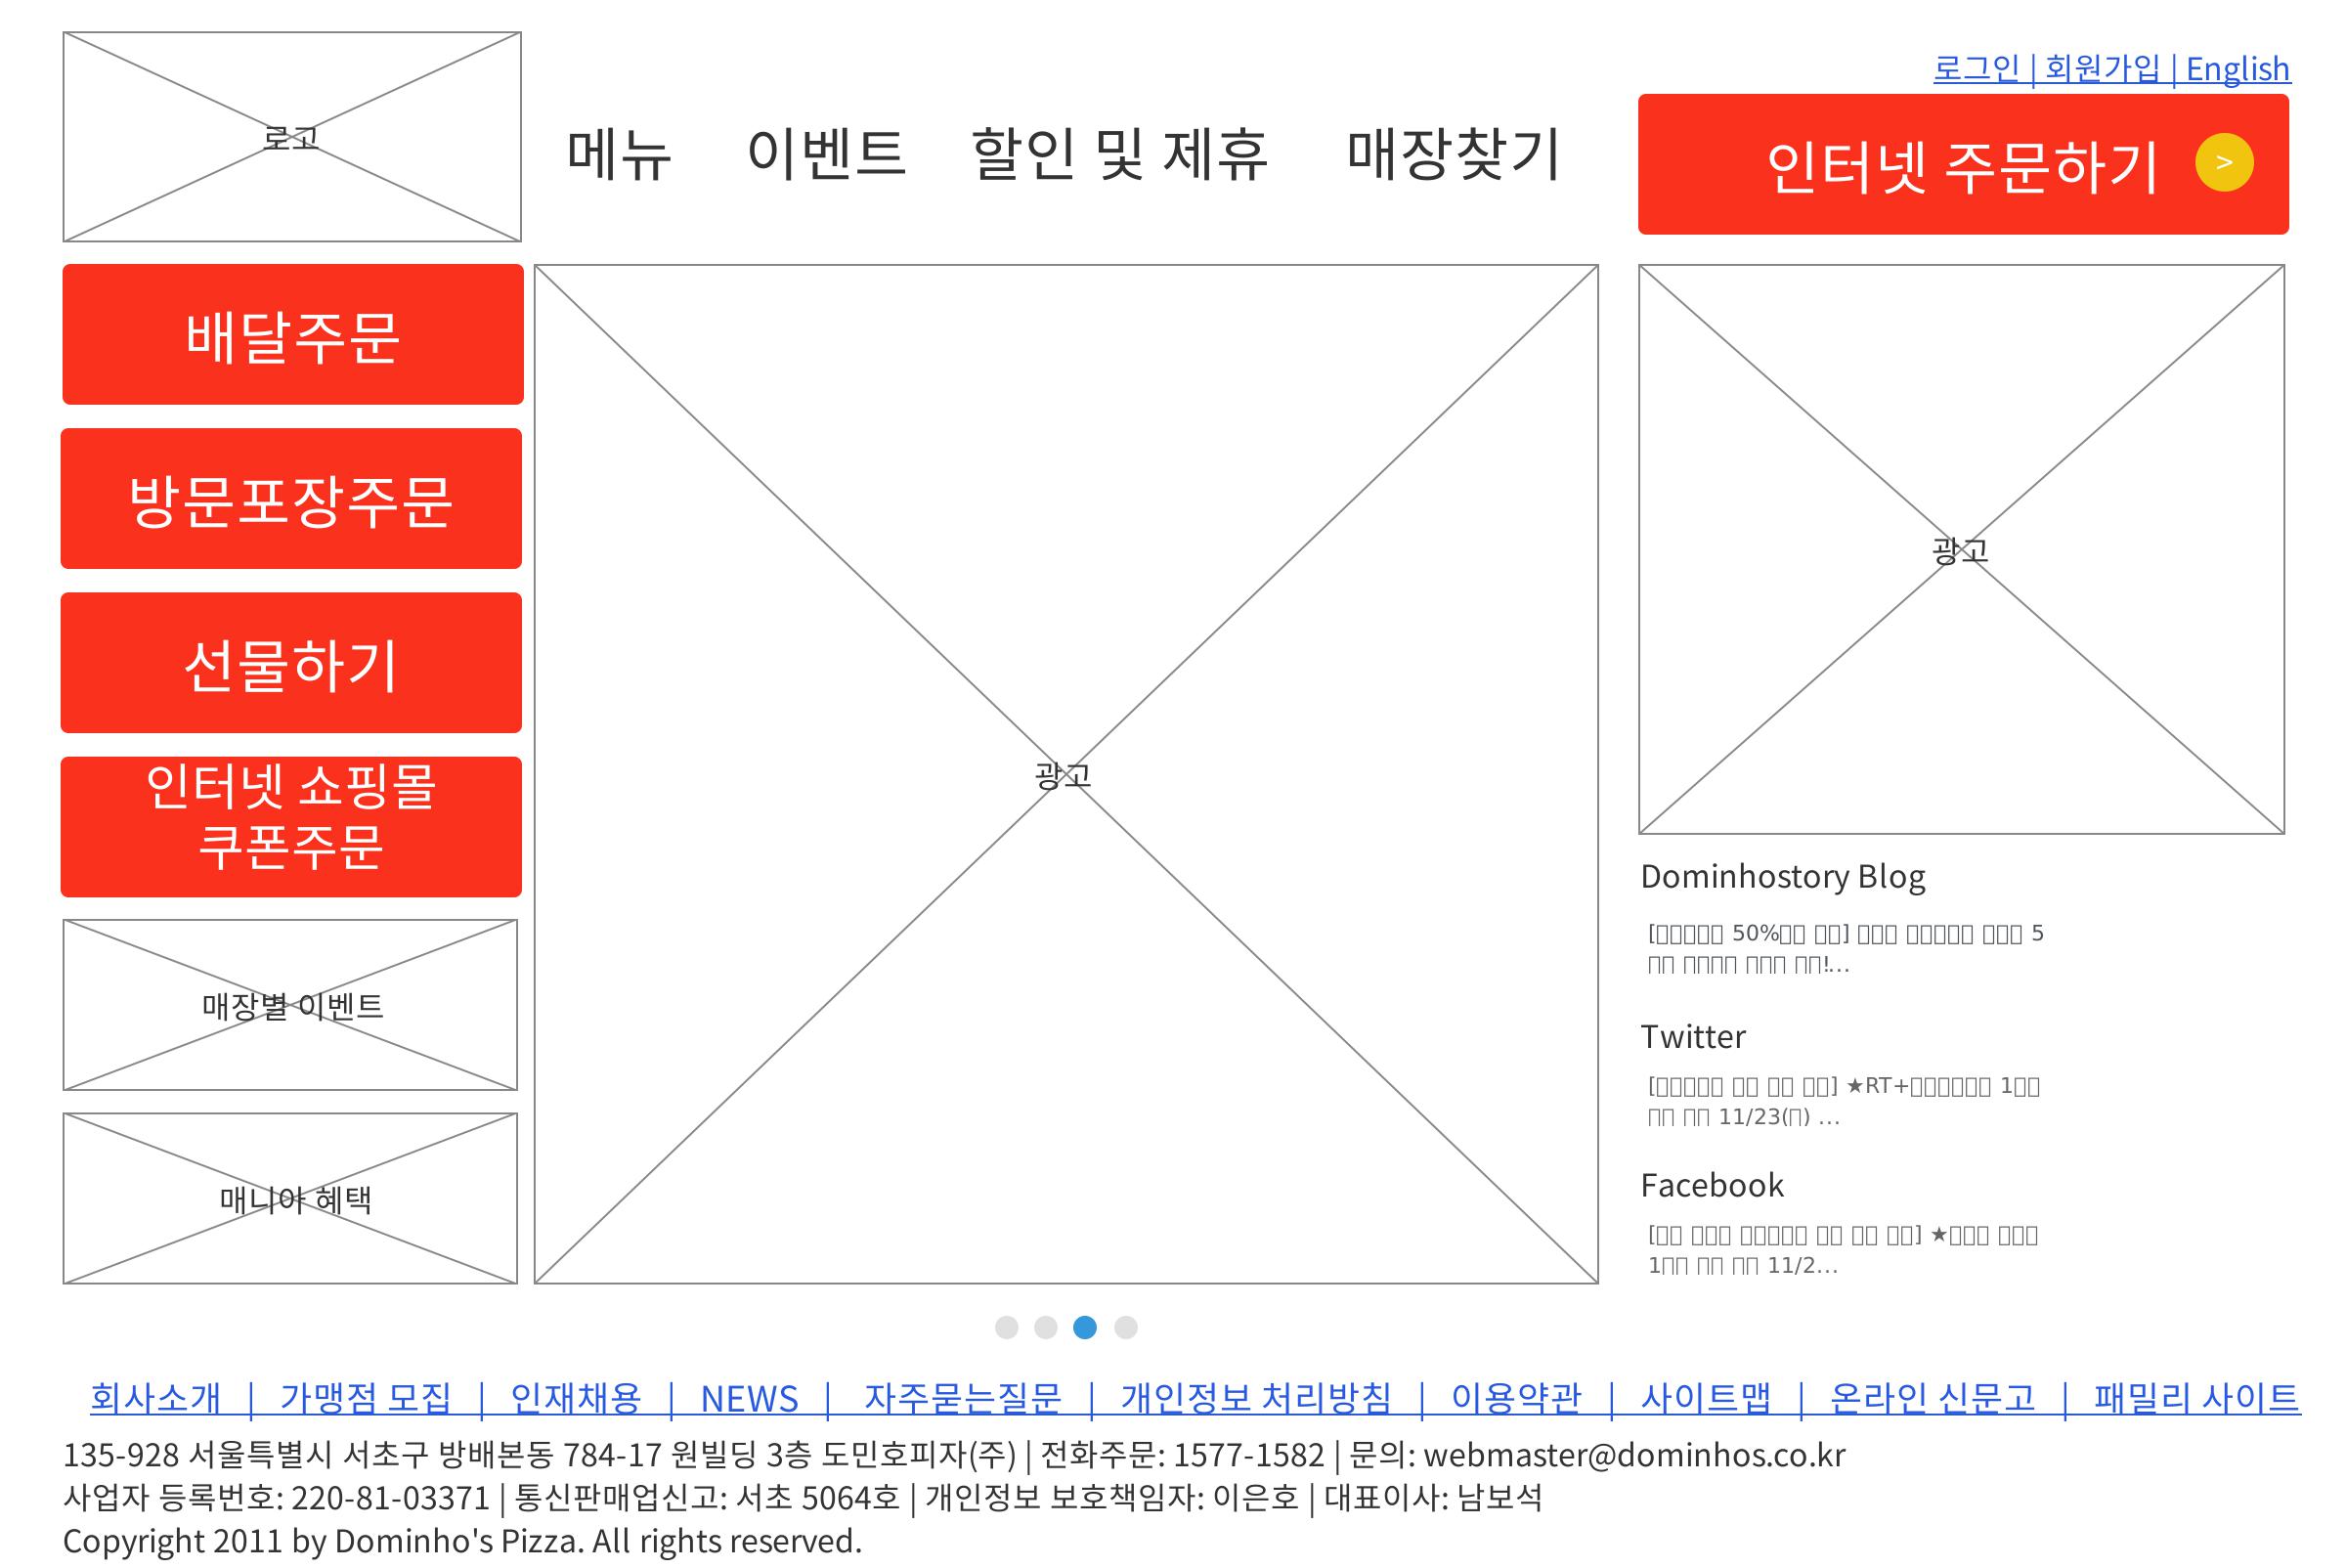 로그인 | 회원가입 | English
로고
메뉴 이벤트 할인 및 제휴 매장찾기
인터넷 주문하기 >
배달주문
방문포장주문
선물하기
인터넷 쇼핑몰
쿠폰주문
매장별 이벤트
매니아 혜택
광고
광고
Dominhostory Blog
50% 5
Twitter
★RT+ 1
11/23
Facebook
★
1 11/2...
회사소개 | 가맹점 모집 | 인재채용 | NEWS | 자주묻는질문 | 개인정보 처리방침 | 이용약관 | 사이트맵 | 온라인 신문고 | 패밀리 사이트
135-928 서울특별시 서초구 방배본동 784-17 원빌딩 3층 도민호피자(주) | 전화주문: 1577-1582 | 문의: webmaster@dominhos.co.kr
사업자 등록번호: 220-81-03371 | 통신판매업신고: 서초 5064호 | 개인정보 보호책임자: 이은호 | 대표이사: 남보석
Copyright 2011 by Dominho's Pizza. All rights reserved.